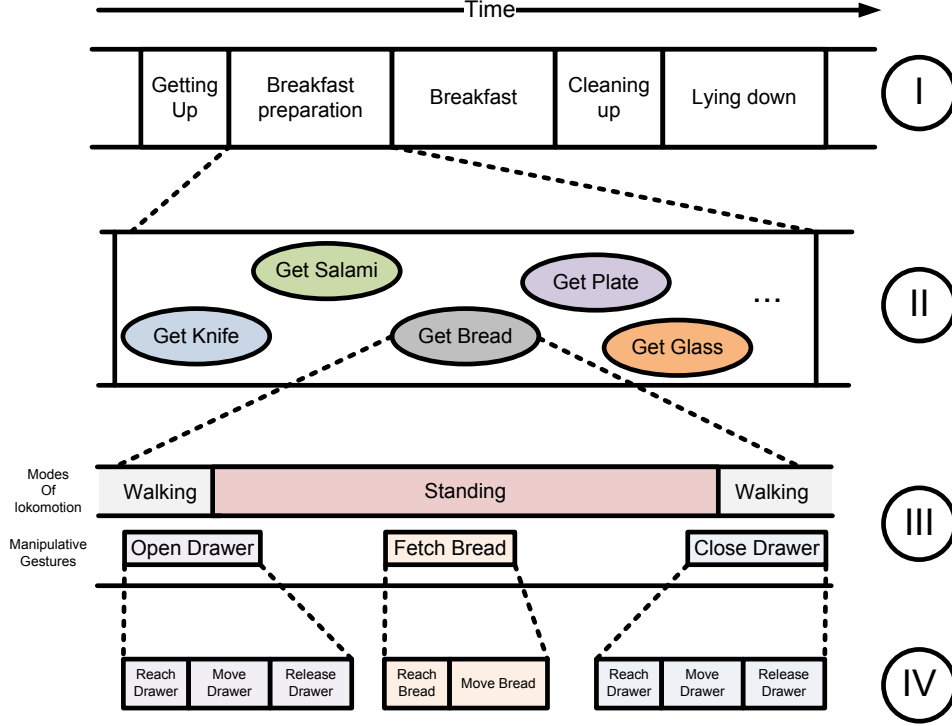 Time
Getting
Up
Breakfast
preparation
Breakfast
Cleaning
up
Lying down
I
Get Salami
Get Plate
...
Get Knife
Get Bread
Get Glass
II
Modes
Of
lokomotion
Walking
Standing
Walking
III
Manipulative
Gestures
Open Drawer
Fetch Bread
Close Drawer
Reach
Drawer
Move
Drawer
Release
Drawer
Reach
Bread
Move Bread
Reach
Drawer
Move
Drawer
Release
Drawer
IV